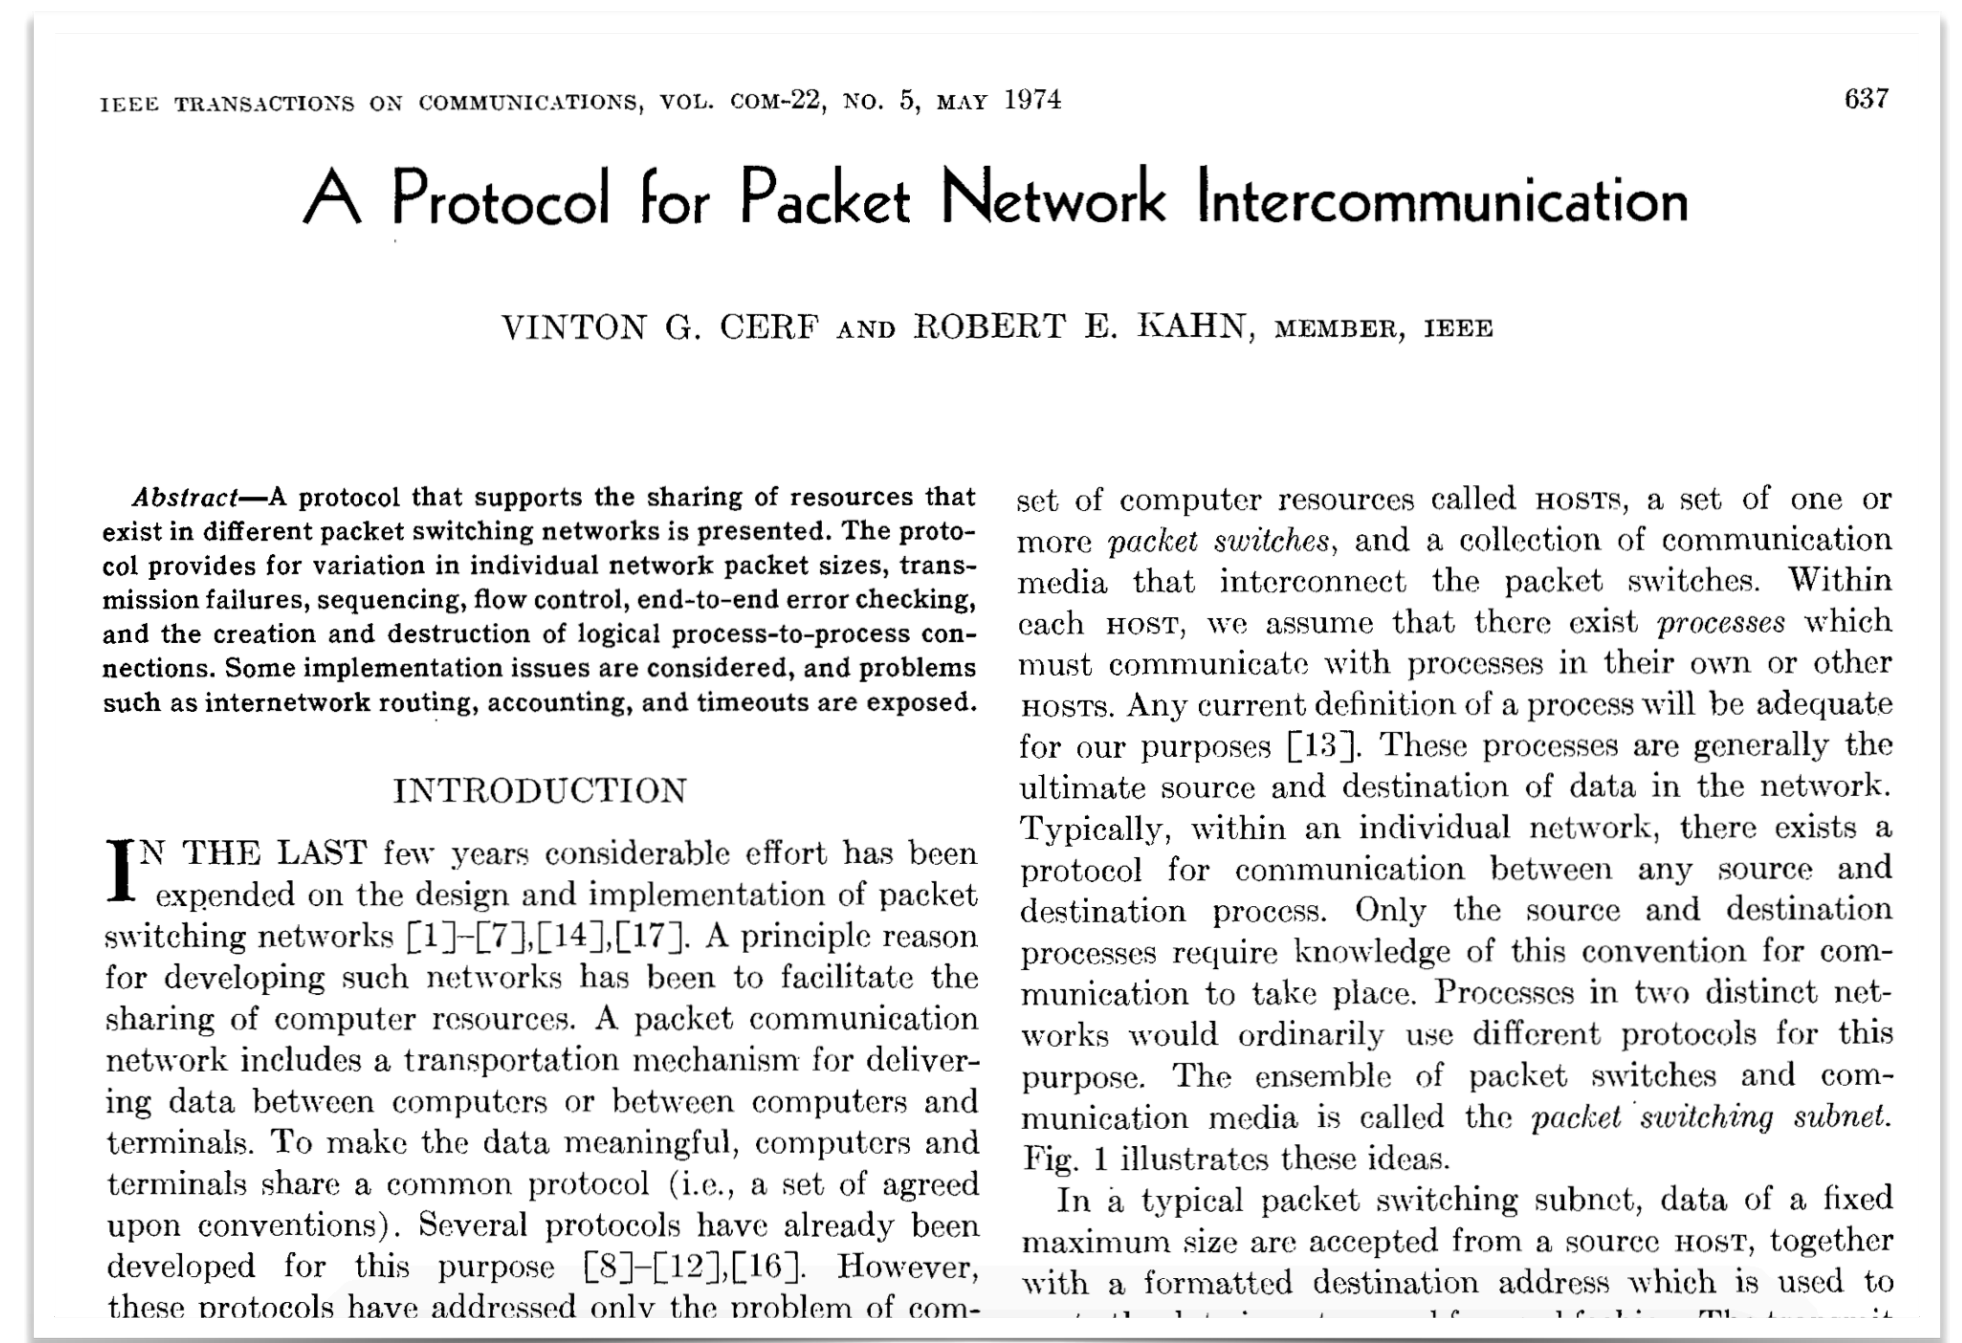 IEEE TRANSACTIONS ON COMMUNICATIONS, VOL. COM-22, NO. 5, MAY 1974 637
A Protocol for Packet Network Intercommunication
VINTON G. CERF AND ROBERT E. KAHN, MEMBER, IEEE
Abstract—A protocol that supports the sharing of resources that
exist in different packet switching networks is presented. The proto-
col provides for variation in individual network packet sizes, trans-
mission failures, sequencing, flow control, end-to-end error checking,
and the creation and destruction of logical process-to-process con-
nections. Some implementation issues are considered, and problems
such as internetwork routing, accounting, and timeouts are exposed.
INTRODUCTION
IN THE LAST few years considerable effort has been
expended on the design and implementation of packet
switching networks [1]–[7],[14],[17]. A principle reason
for developing such networks has been to facilitate the
sharing of computer resources. A packet communication
network includes a transportation mechanism for deliver-
ing data between computers or between computers and
terminals. To make the data meaningful, computers and
terminals share a common protocol (i.e., a set of agreed
upon conventions). Several protocols have already been
developed for this purpose [8]–[12],[16]. However,
these protocols have addressed only the problem of com-
set of computer resources called HOSTS, a set of one or
more packet switches, and a collection of communication
media that interconnect the packet switches. Within
each HOST, we assume that there exist processes which
must communicate with processes in their own or other
HOSTS. Any current definition of a process will be adequate
for our purposes [13]. These processes are generally the
ultimate source and destination of data in the network.
Typically, within an individual network, there exists a
protocol for communication between any source and
destination process. Only the source and destination
processes require knowledge of this convention for com-
munication to take place. Processes in two distinct net-
works would ordinarily use different protocols for this
purpose. The ensemble of packet switches and com-
munication media is called the packet switching subnet.
Fig. 1 illustrates these ideas.
In a typical packet switching subnet, data of a fixed
maximum size are accepted from a source HOST, together
with a formatted destination address which is used to